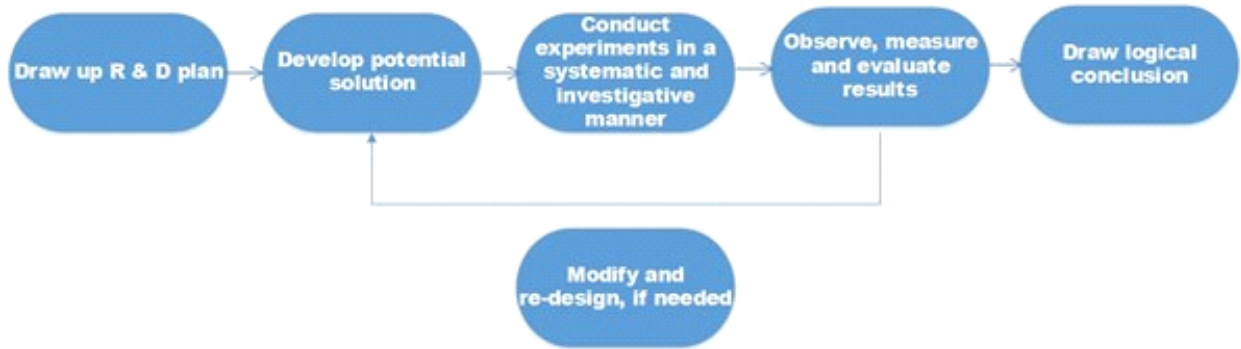 Draw up R & D plan
Develop potential
solution
Conduct
experiments in a
systematic and
investigative
manner
Observe, measure
and evaluate
results
Draw logical
conclusion
Modify and
re-design, if needed